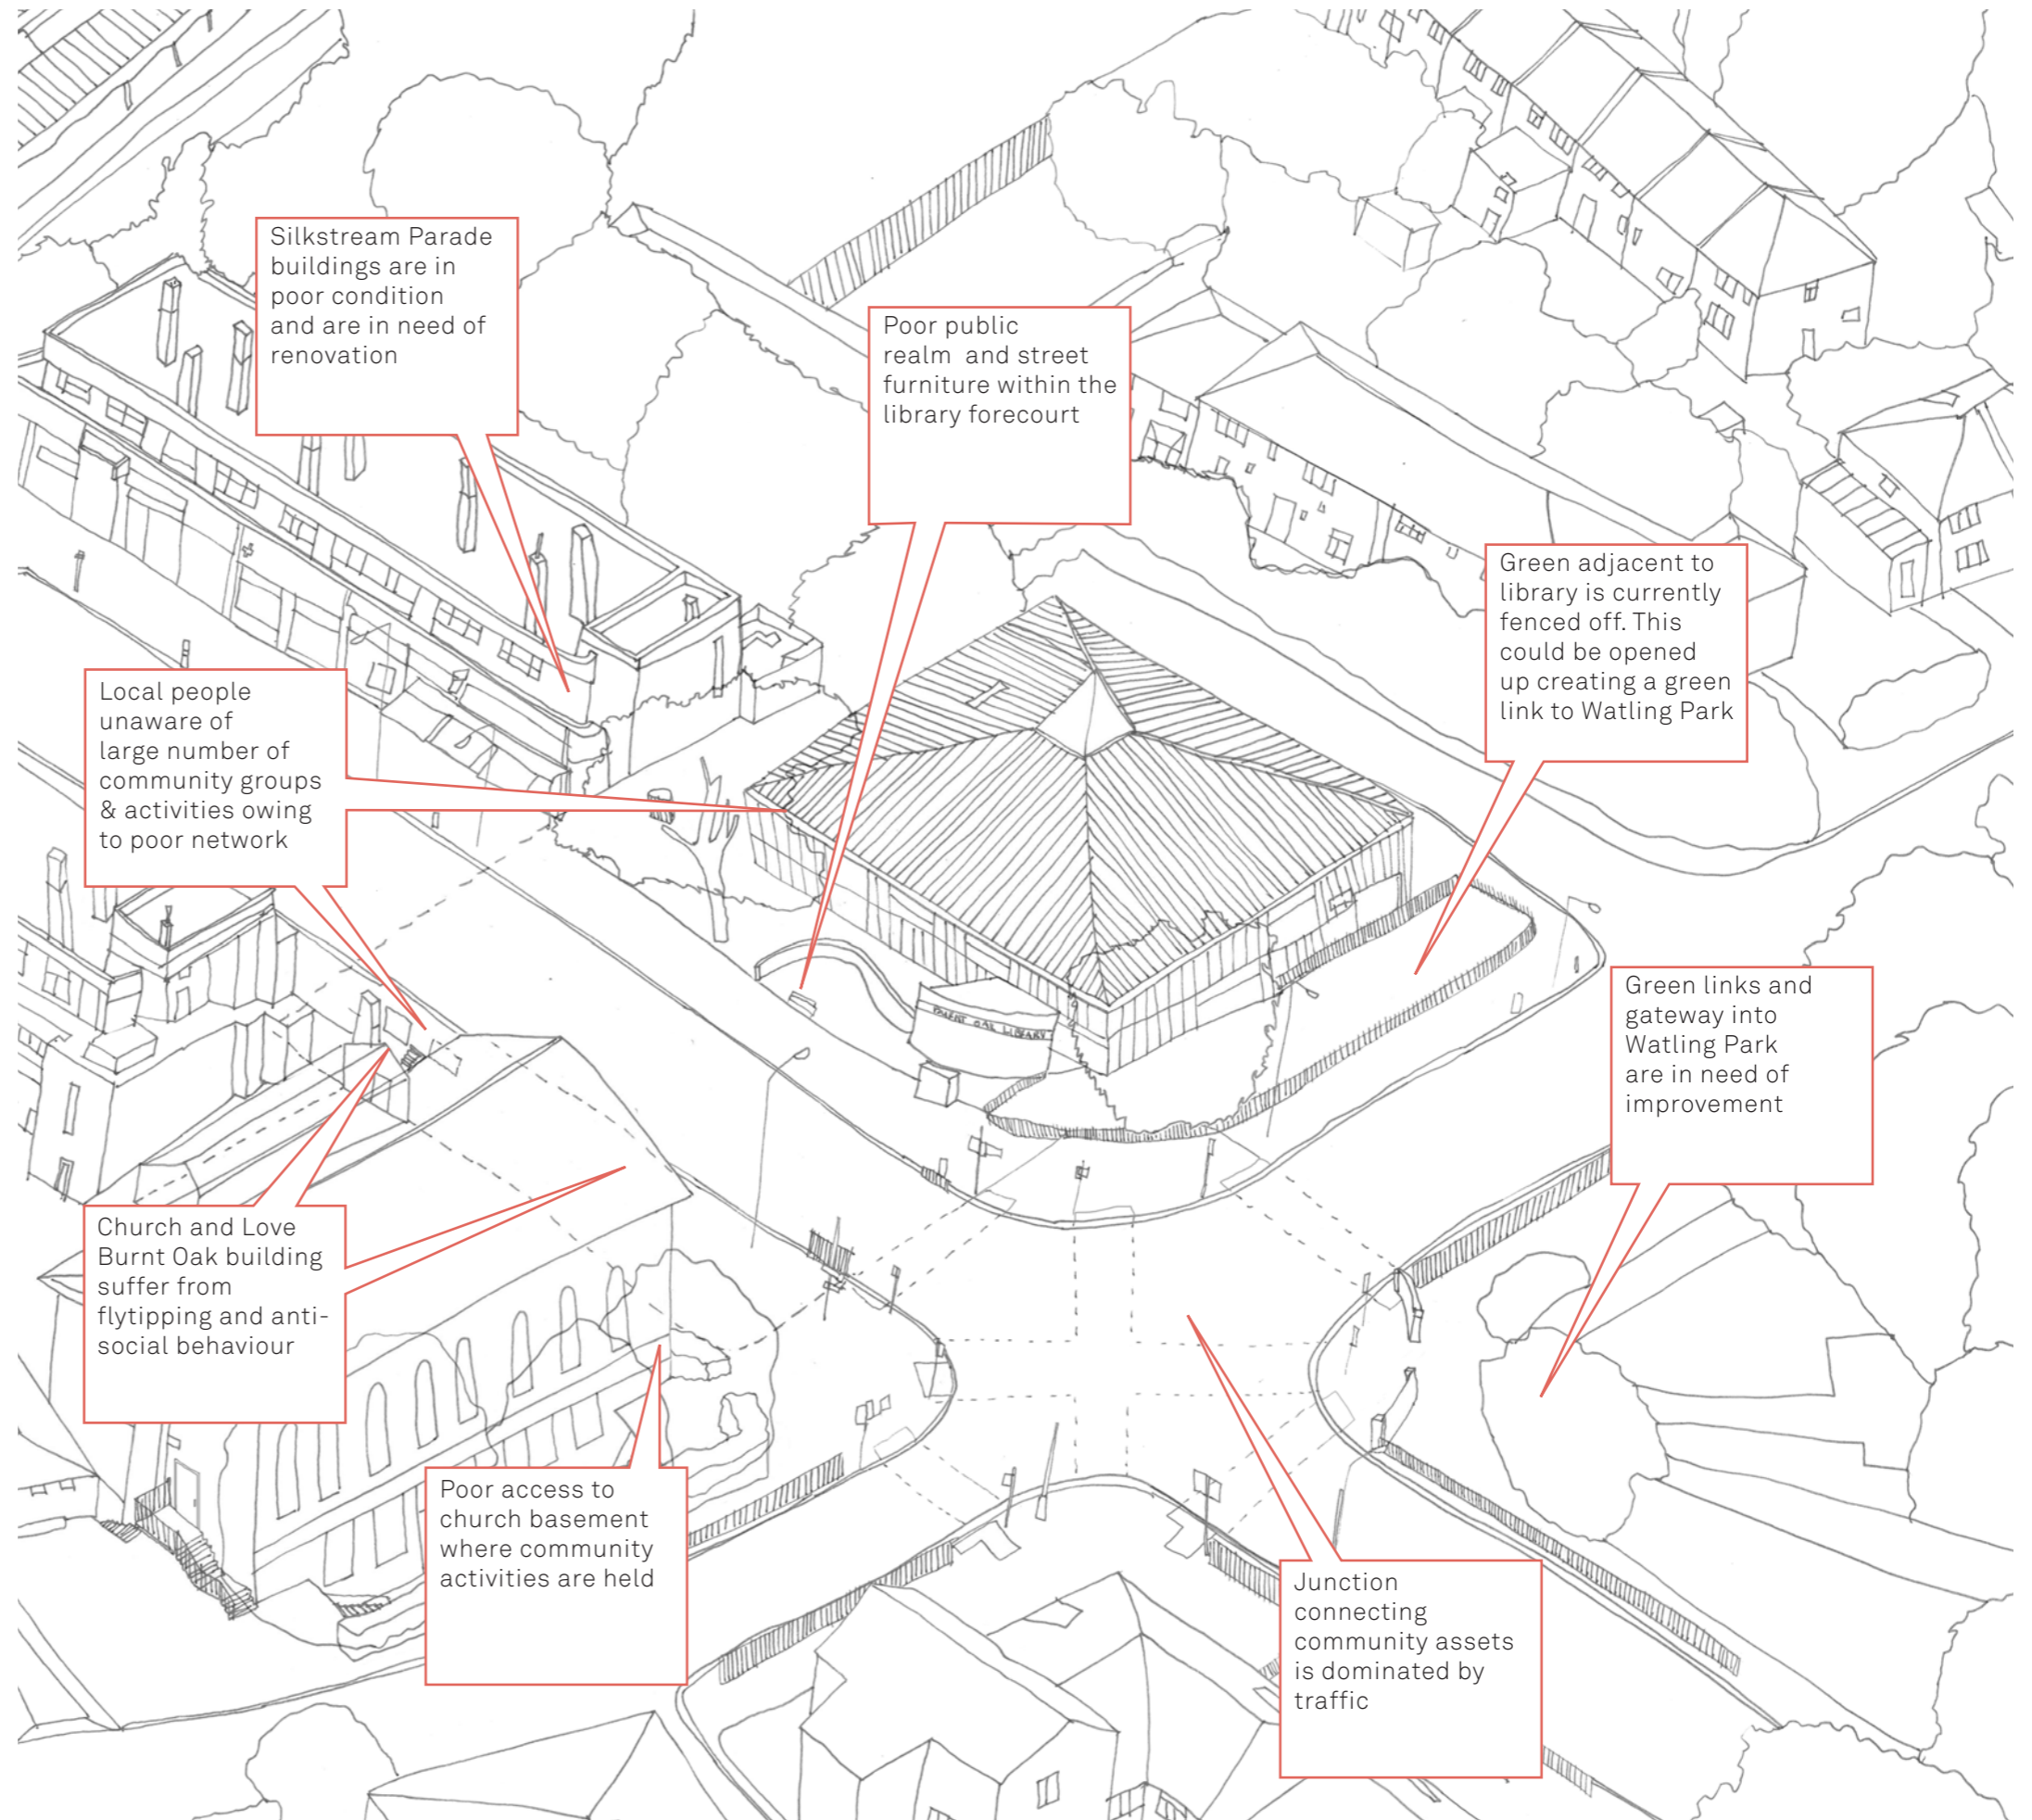 Silkstream Parade
buildings are in
poor condition
and are in need of
renovation
Poor public
realm and street
furniture within the
library forecourt
Green adjacent to
library is currently
fenced off. This
could be opened
up creating a green
link to Watling Park
Local people
unaware of
large number of
community groups
& activities owing
to poor network
BURNT OAK LIBRARY
Green links and
gateway into
Watling Park
are in need of
improvement
Church and Love
Burnt Oak building
suffer from
flytipping and anti-
social behaviour
Poor access to
church basement
where community
activities are held
Junction
connecting
community assets
is dominated by
traffic